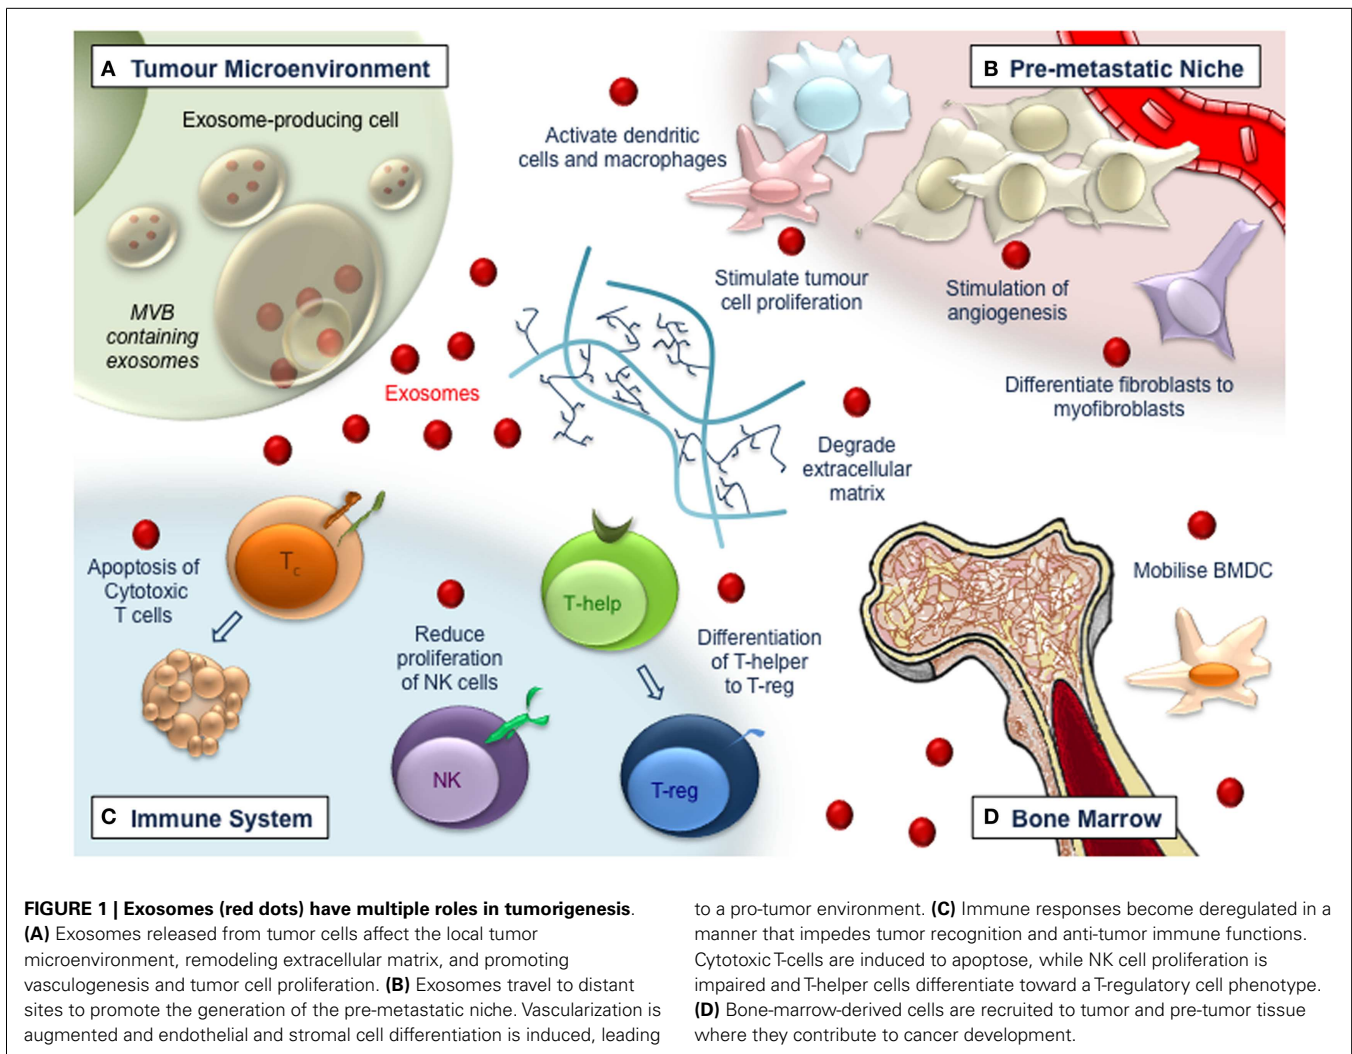 A Tumour Microenvironment
Exosome-producing cell
MVB
containing
exosomes
Exosomes
Activate dendritic
cells and macrophages
Stimulate tumour
cell proliferation
B Pre-metastatic Niche
Stimulation of
angiogenesis
Differentiate fibroblasts to
myofibroblasts
Degrade
extracellular
matrix
Apoptosis of
Cytotoxic
T cells
Tc
Reduce
proliferation
of NK cells
NK
T-help
Differentiation
of T-helper
to T-reg
T-reg
C Immune System
Mobilise BMDC
D Bone Marrow
FIGURE 1 | Exosomes (red dots) have multiple roles in tumorigenesis.
(A) Exosomes released from tumor cells affect the local tumor
microenvironment, remodeling extracellular matrix, and promoting
vasculogenesis and tumor cell proliferation. (B) Exosomes travel to distant
sites to promote the generation of the pre-metastatic niche. Vascularization is
augmented and endothelial and stromal cell differentiation is induced, leading
to a pro-tumor environment. (C) Immune responses become deregulated in a
manner that impedes tumor recognition and anti-tumor immune functions.
Cytotoxic T-cells are induced to apoptose, while NK cell proliferation is
impaired and T-helper cells differentiate toward a T-regulatory cell phenotype.
(D) Bone-marrow-derived cells are recruited to tumor and pre-tumor tissue
where they contribute to cancer development.